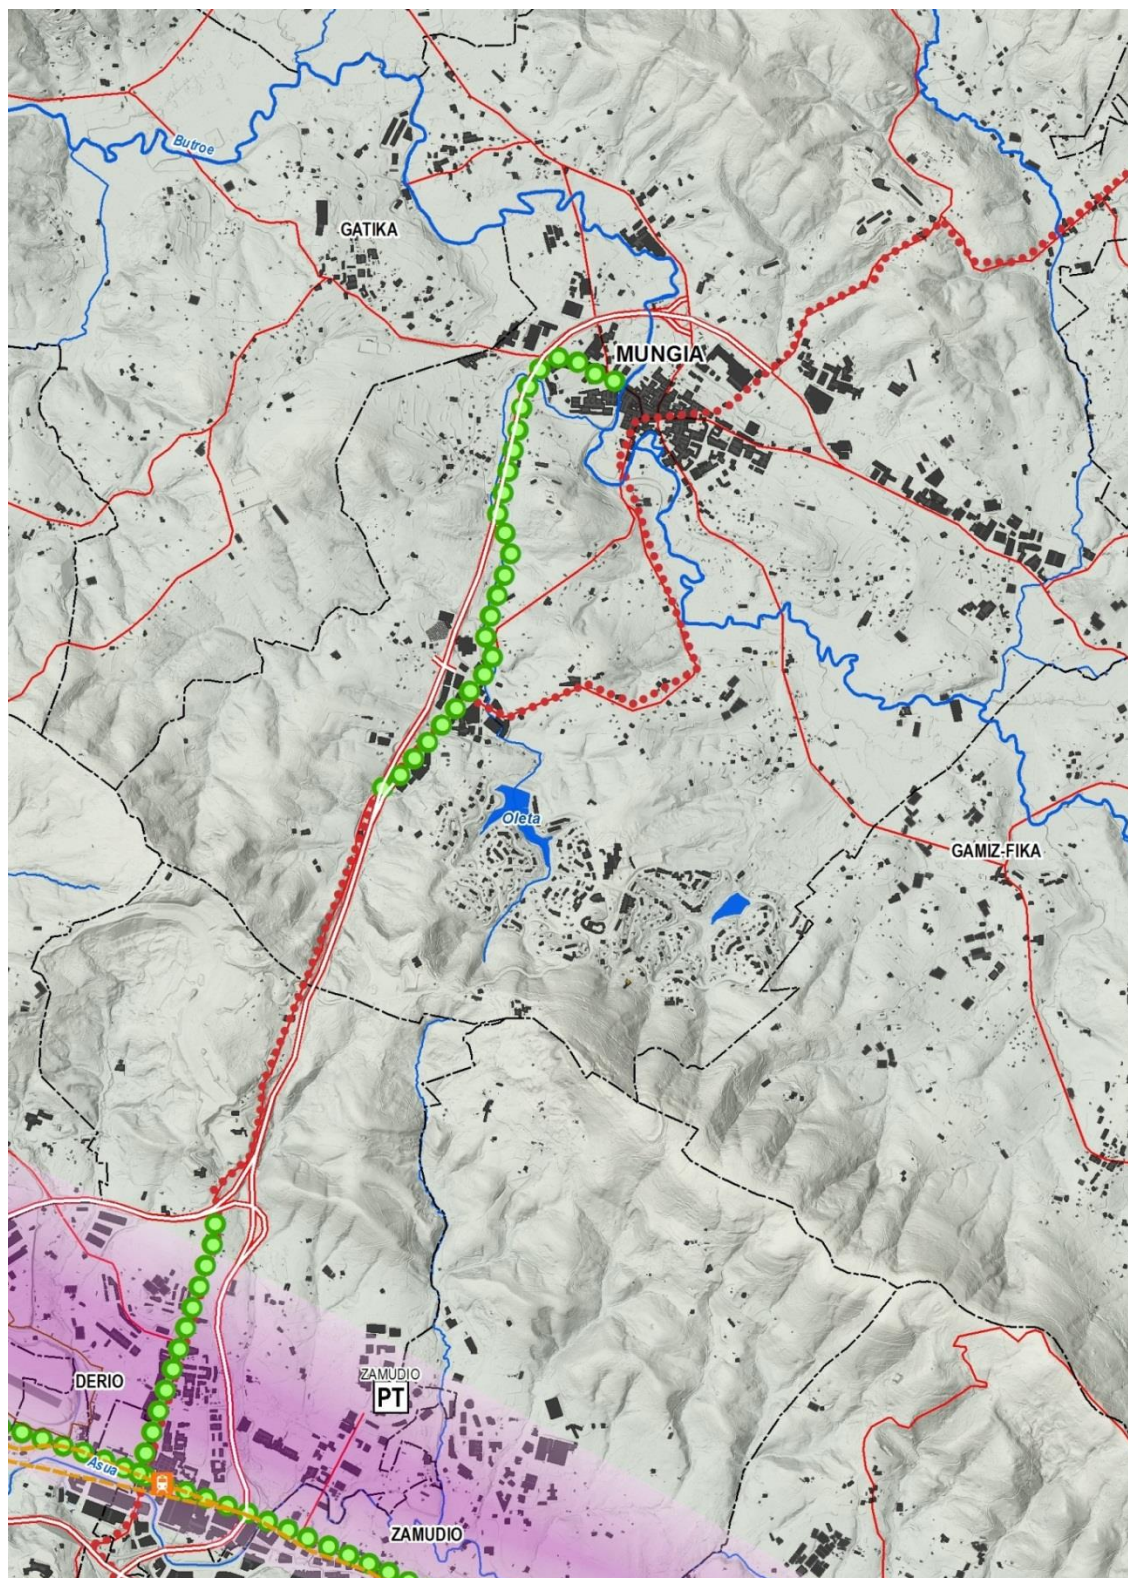 Butroe
GATIKA
MUNGIA
Oleta
GAMIZ-FIKA
ZAMUDIO
PT
DERIO
Asua
ZAMUDIO